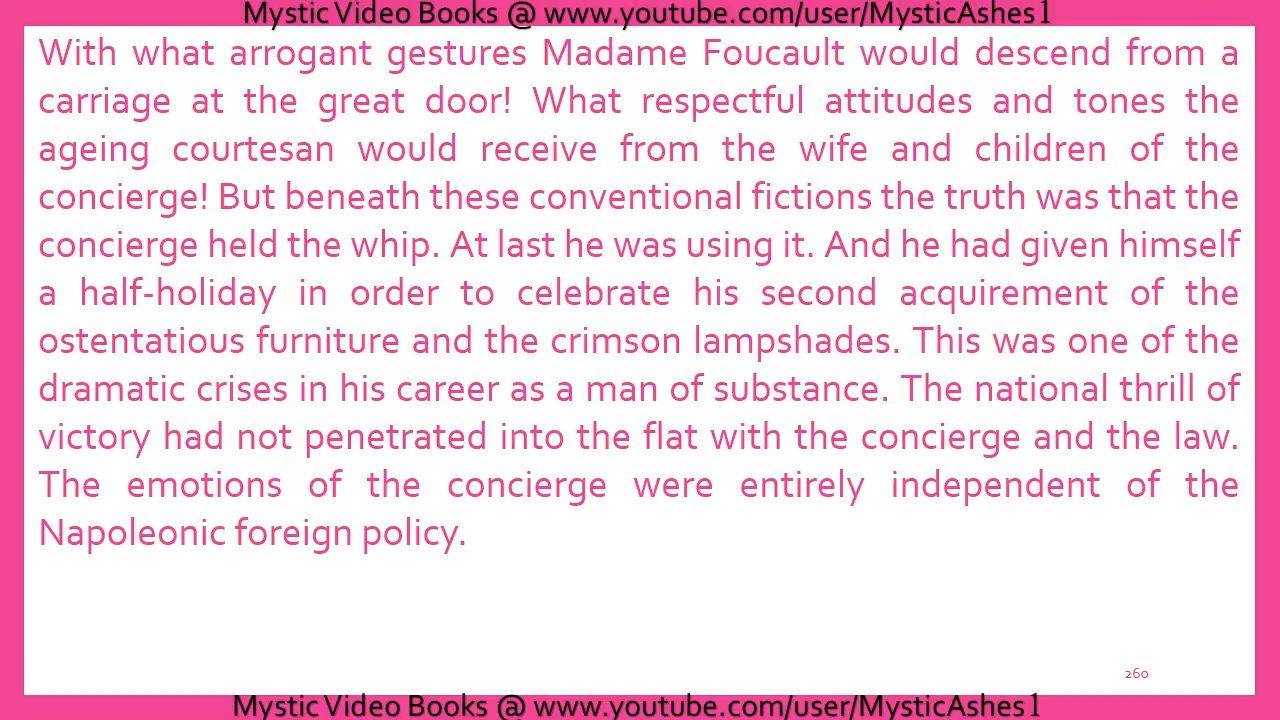 Mystic Video Books @ www.youtube.com/user/MysticAshes1
With what arrogant gestures Madame Foucault would descend from a
carriage at the great door! What respectful attitudes and tones the
ageing courtesan would receive from the wife and children of the
concierge! But beneath these conventional fictions the truth was that the
concierge held the whip. At last he was using it. And he had given himself
a half-holiday in order to celebrate his second acquirement of the
ostentatious furniture and the crimson lampshades. This was one of the
dramatic crises in his career as a man of substance. The national thrill of
victory had not penetrated into the flat with the concierge and the law.
The emotions of the concierge were entirely independent of the
Napoleonic foreign policy.
260
Mystic Video Books @ www.youtube.com/user/MysticAshes1